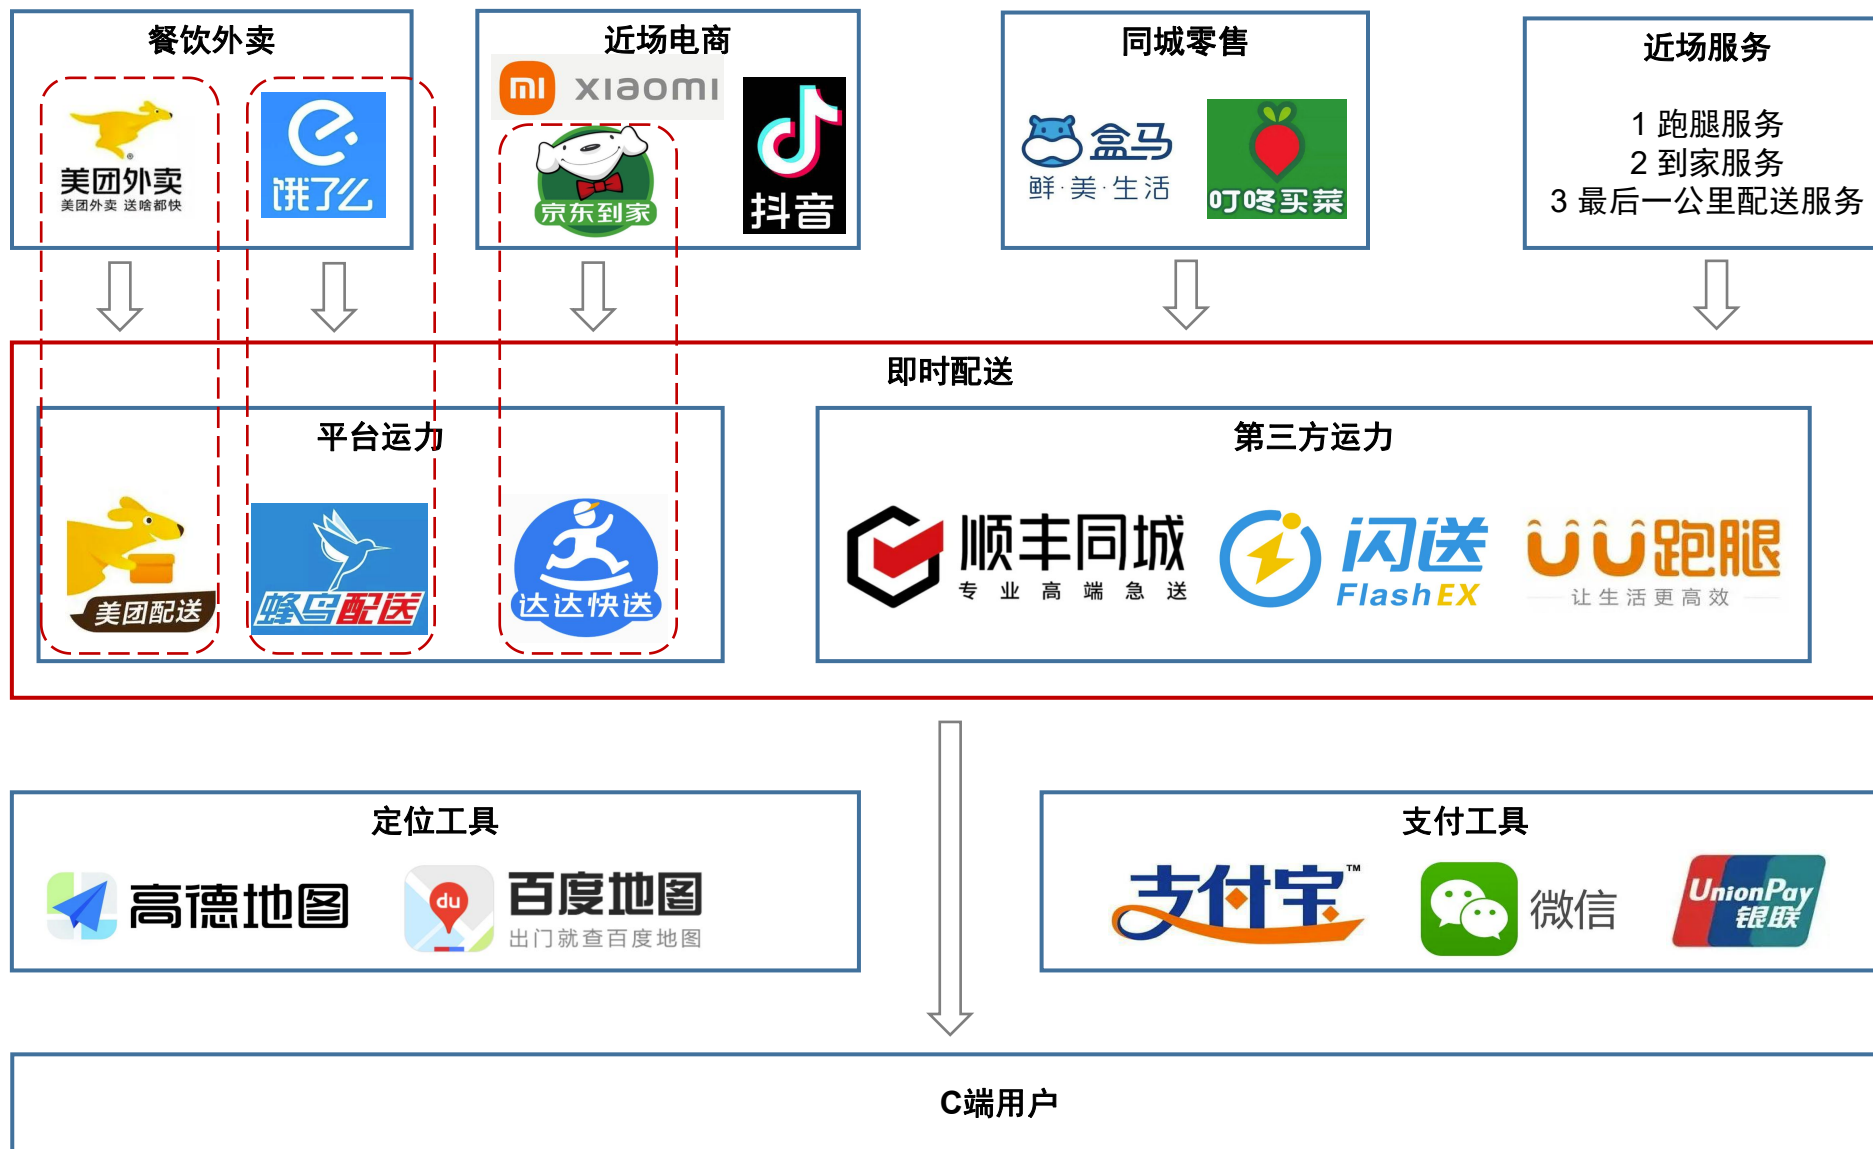 餐饮外卖
美团外卖
美团外卖 送啥都快
饿了么
近场电商
xiaomi
京东到家
抖音
同城零售
盒马
鲜·美·生活
叮咚买菜
近场服务
1 跑腿服务
2 到家服务
3 最后一公里配送服务
即时配送
平台运力
美团配送
蜂鸟配送
达达快送
第三方运力
顺丰同城
专业高端急送
闪送
FlashEX
UU跑腿
让生活更高效
定位工具
高德地图
du
百度地图
出门就查百度地图
支付工具
支付宝™
微信
UnionPay
银联
C端用户